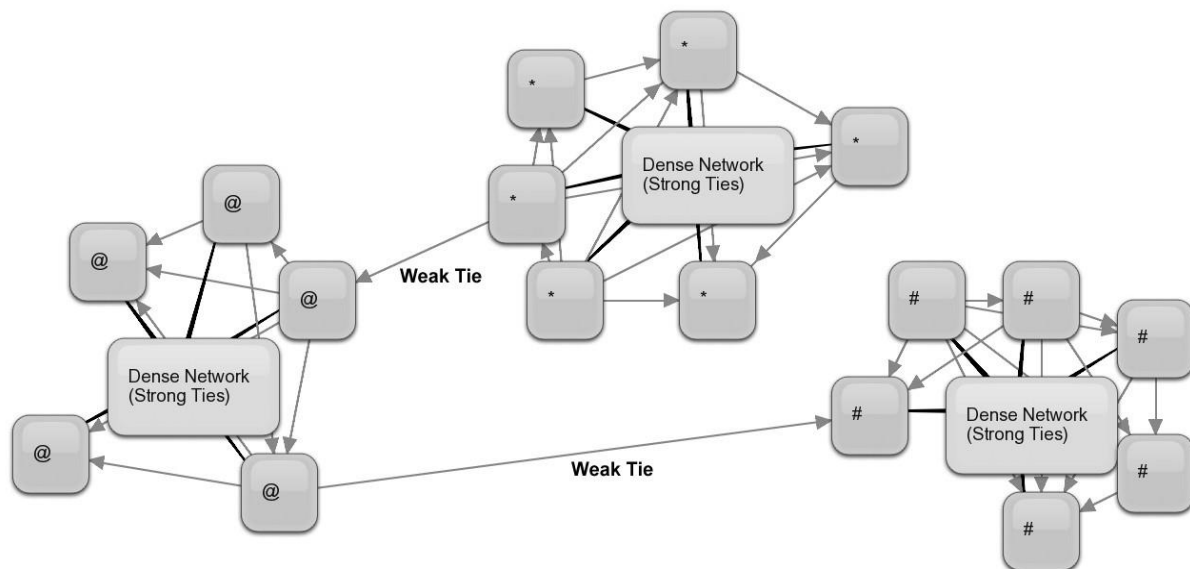 *
*
*
Dense Network
(Strong Ties)
*
*
*
Weak Tie
@
@
@
Dense Network
(Strong Ties)
@
@
#
#
#
#
Dense Network
(Strong Ties)
#
#
Weak Tie